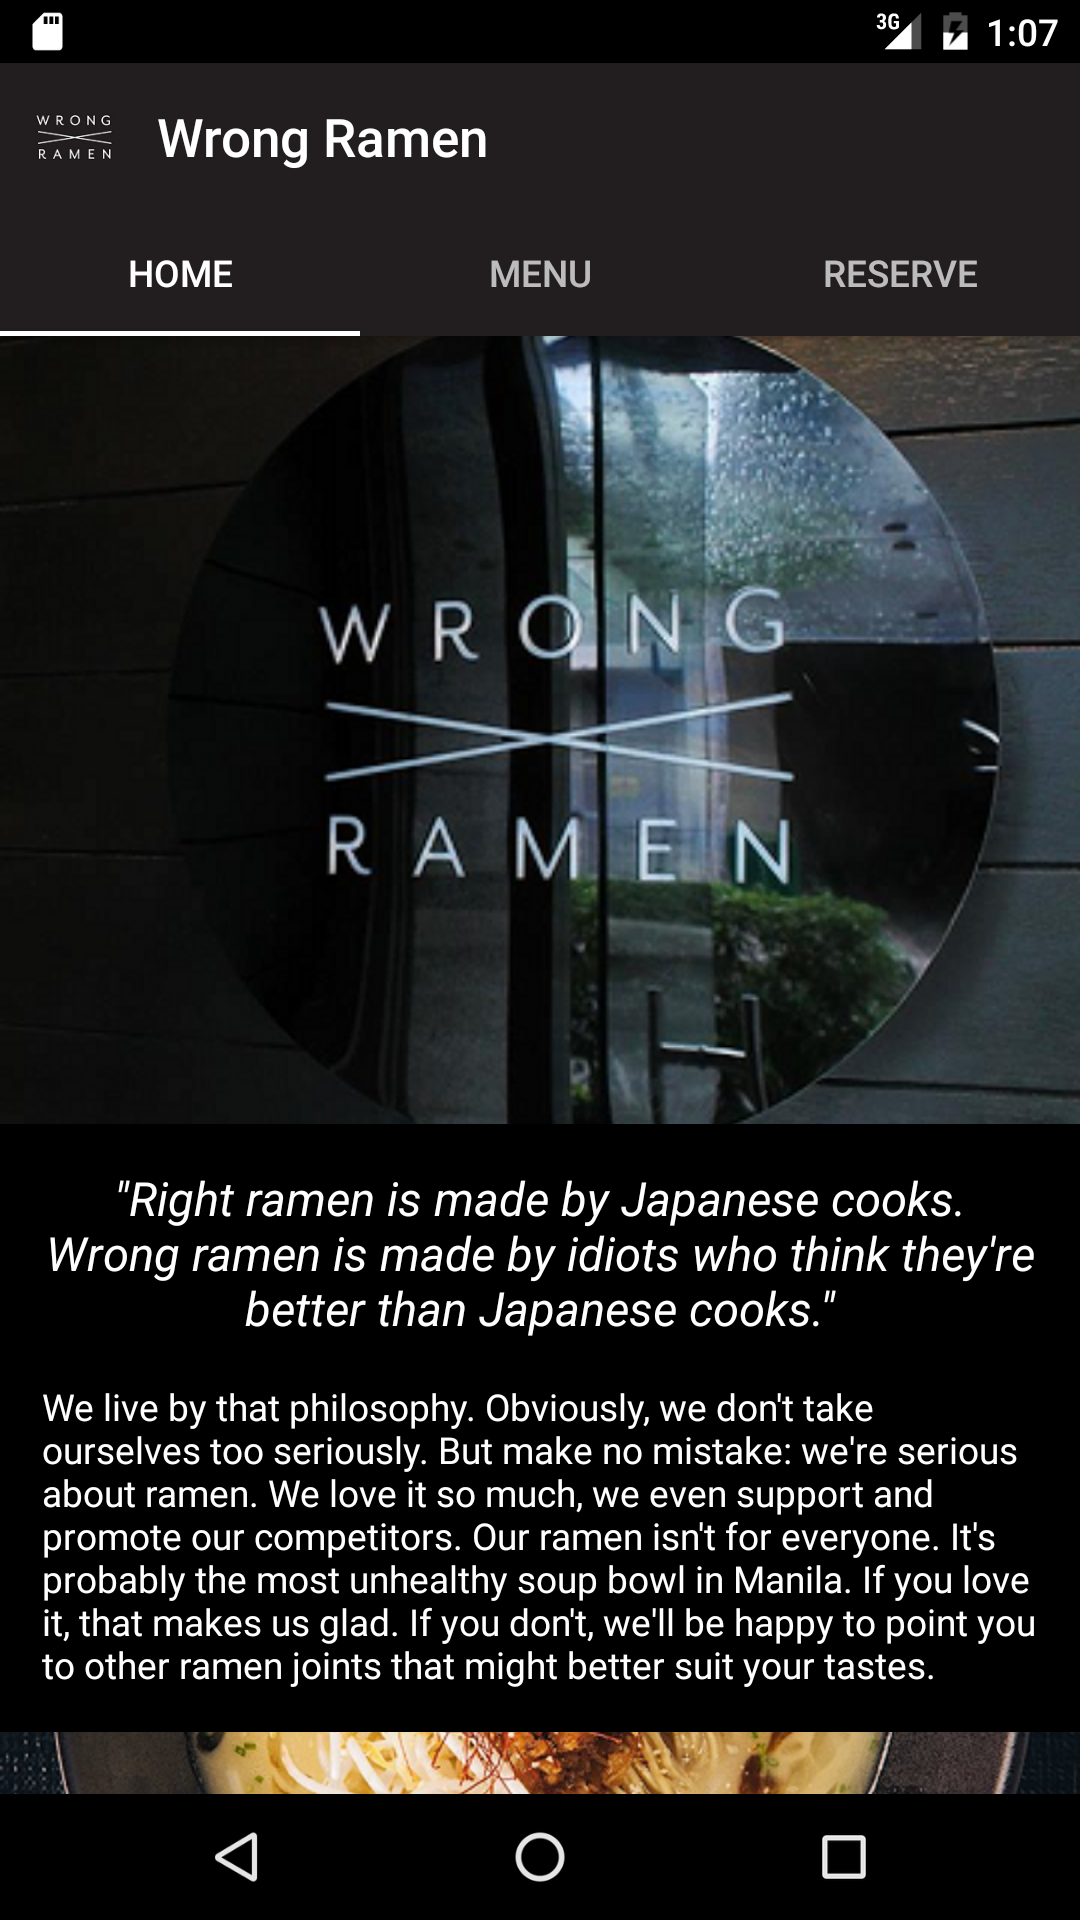 3G 1:07
WRONG
RAMEN
Wrong Ramen
HOME MENU RESERVE
WRONG
RAMEN
"Right ramen is made by Japanese cooks.
Wrong ramen is made by idiots who think they're
better than Japanese cooks."
We live by that philosophy. Obviously, we don't take
ourselves too seriously. But make no mistake: we're serious
about ramen. We love it so much, we even support and
promote our competitors. Our ramen isn't for everyone. It's
probably the most unhealthy soup bowl in Manila. If you love
it, that makes us glad. If you don't, we'll be happy to point you
to other ramen joints that might better suit your tastes.